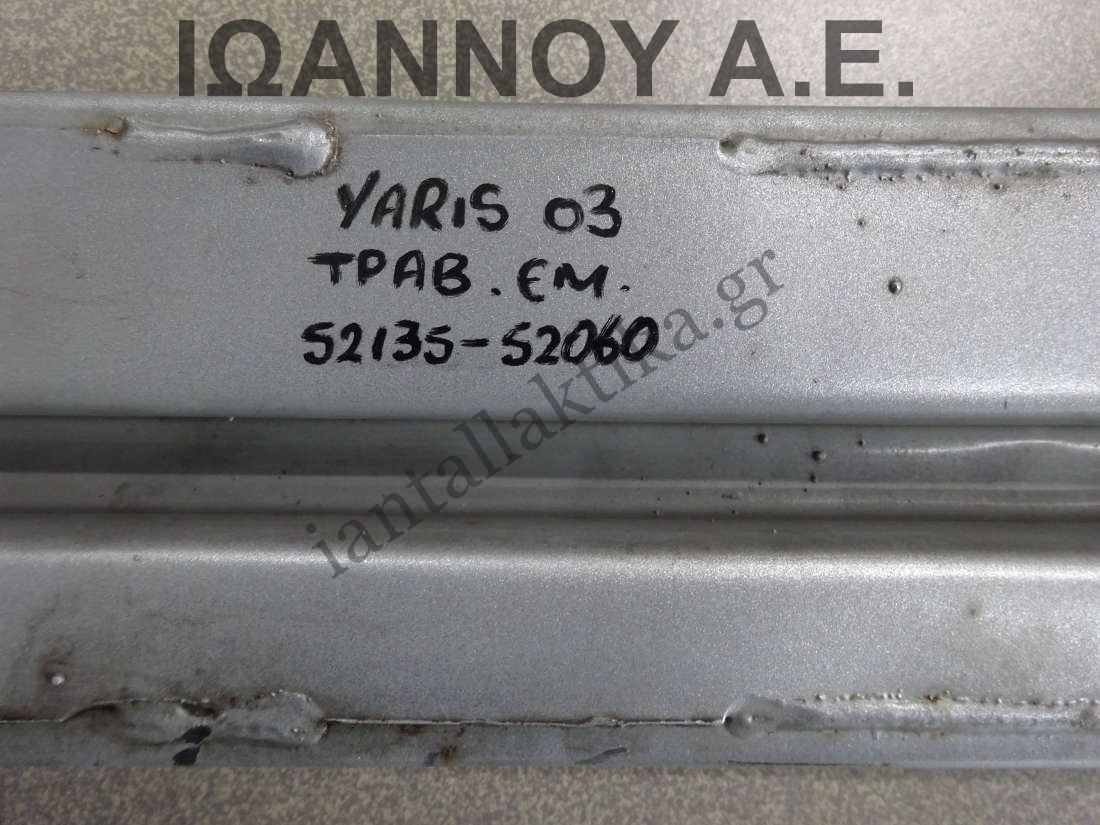 ΙΩΑΝΝΟΥ Α.Ε.
YARIS 03
ΤΡΑΒ. ΕΜ.
52135-52060
iantallaktika.gr